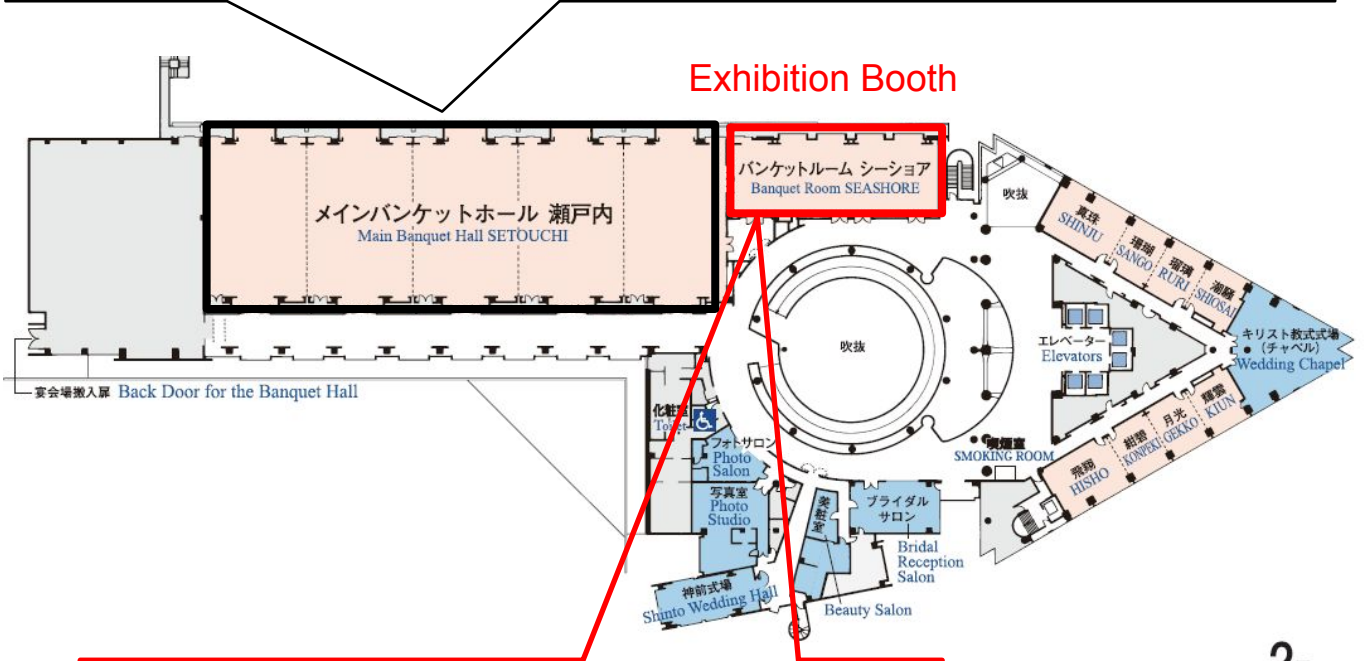 Exhibition Booth
バンケットルーム シーショア
Banquet Room SEASHORE
メインバンケットホール 瀬戸内
Main Banquet Hall SETOUCHI
吹抜
真珠
SHINJU
珊瑚
SANGO
瑠璃
RURI
潮騒
SHIOSAI
キリスト教式式場
(チャペル)
Wedding Chapel
エレベーター
Elevators
吹抜
宴会場搬入扉 Back Door for the Banquet Hall
化粧室
Toilet
フォトサロン
Photo
Salon
写真室
Photo
Studio
美粧室
ブライダル
サロン
Bridal
Reception
Salon
喫煙室
SMOKING ROOM
飛翔
HISHO
紺碧
KONPEKI
月光
GEKKO
輝雲
KIUN
神前式場
Shinto Wedding Hall
Beauty Salon